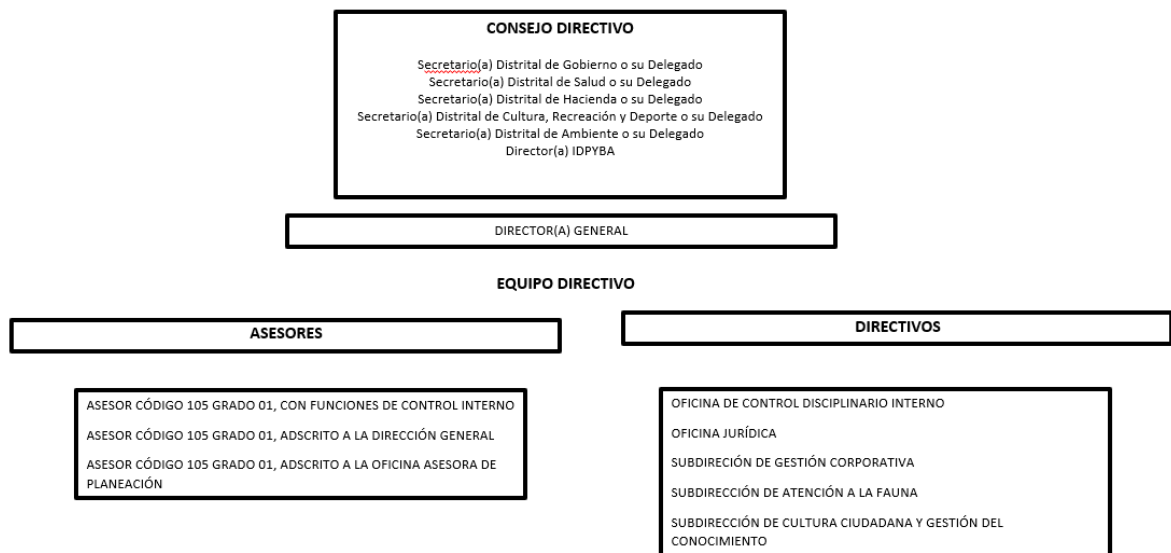 CONSEJO DIRECTIVO
Secretario(a) Distrital de Gobierno o su Delegado
Secretario(a) Distrital de Salud o su Delegado
Secretario(a) Distrital de Hacienda o su Delegado
Secretario(a) Distrital de Cultura, Recreación y Deporte o su Delegado
Secretario(a) Distrital de Ambiente o su Delegado
Director(a) IDPYBA
DIRECTOR(A) GENERAL
EQUIPO DIRECTIVO
ASESORES
ASESOR CÓDIGO 105 GRADO 01, CON FUNCIONES DE CONTROL INTERNO
ASESOR CÓDIGO 105 GRADO 01, ADSCRITO A LA DIRECCIÓN GENERAL
ASESOR CÓDIGO 105 GRADO 01, ADSCRITO A LA OFICINA ASESORA DE
PLANEACIÓN
DIRECTIVOS
OFICINA DE CONTROL DISCIPLINARIO INTERNO
OFICINA JURÍDICA
SUBDIRECIÓN DE GESTIÓN CORPORATIVA
SUBDIRECCIÓN DE ATENCIÓN A LA FAUNA
SUBDIRECCIÓN DE CULTURA CIUDADANA Y GESTIÓN DEL
CONOCIMIENTO